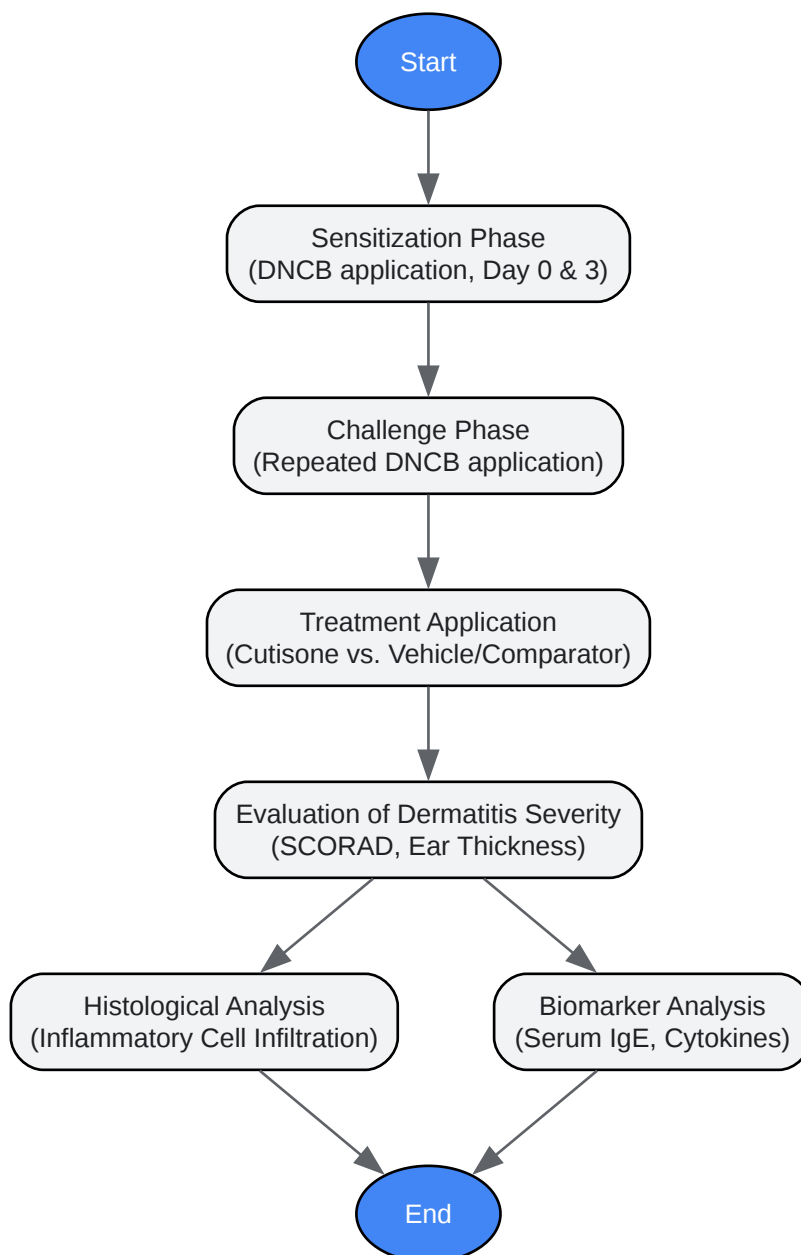 Start
Sensitization Phase
(DNCB application, Day 0 & 3)
Challenge Phase
(Repeated DNCB application)
Treatment Application
(Cutisone vs. Vehicle/Comparator)
Evaluation of Dermatitis Severity
(SCORAD, Ear Thickness)
Histological Analysis
(Inflammatory Cell Infiltration)
Biomarker Analysis
(Serum IgE, Cytokines)
End